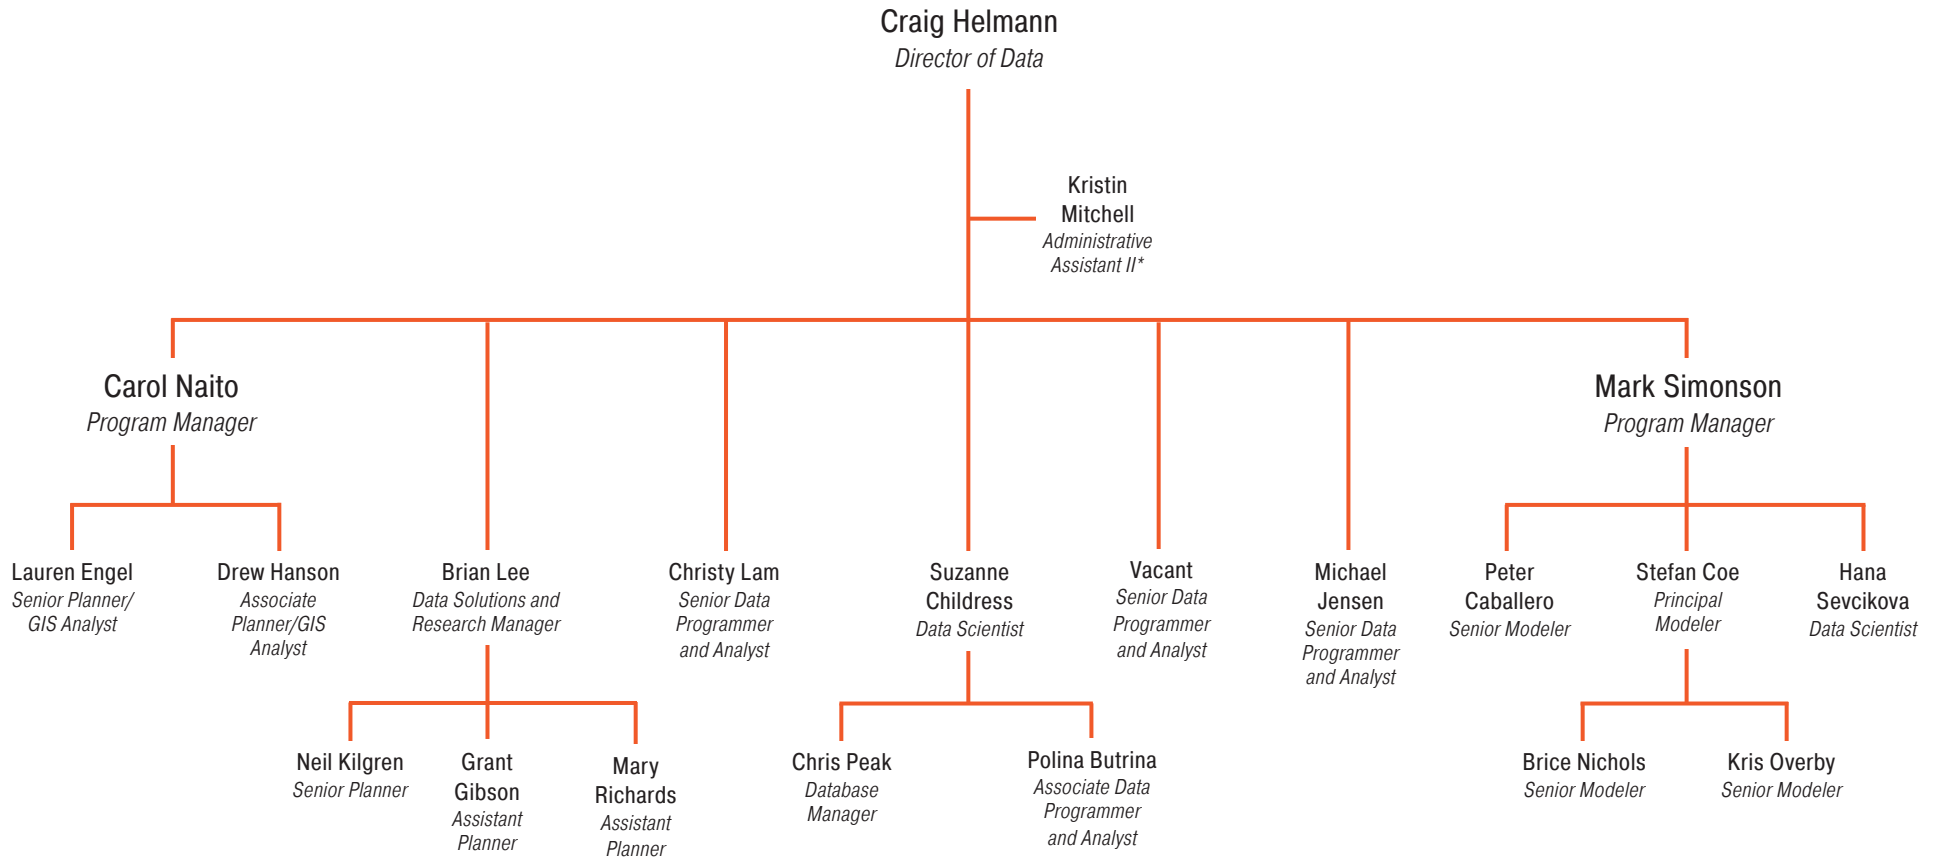 Craig Helmann
Director of Data
Kristin
Mitchell
Administrative
Assistant II*
Carol Naito
Program Manager
Mark Simonson
Program Manager
Lauren Engel
Senior Planner/
GIS Analyst
Drew Hanson
Associate
Planner/GIS
Analyst
Brian Lee
Data Solutions and
Research Manager
Christy Lam
Senior Data
Programmer
and Analyst
Suzanne
Childress
Data Scientist
Vacant
Senior Data
Programmer
and Analyst
Michael
Jensen
Senior Data
Programmer
and Analyst
Peter
Caballero
Senior Modeler
Stefan Coe
Principal
Modeler
Hana
Sevcikova
Data Scientist
Neil Kilgren
Senior Planner
Grant
Gibson
Assistant
Planner
Mary
Richards
Assistant
Planner
Chris Peak
Database
Manager
Polina Butrina
Associate Data
Programmer
and Analyst
Brice Nichols
Senior Modeler
Kris Overby
Senior Modeler